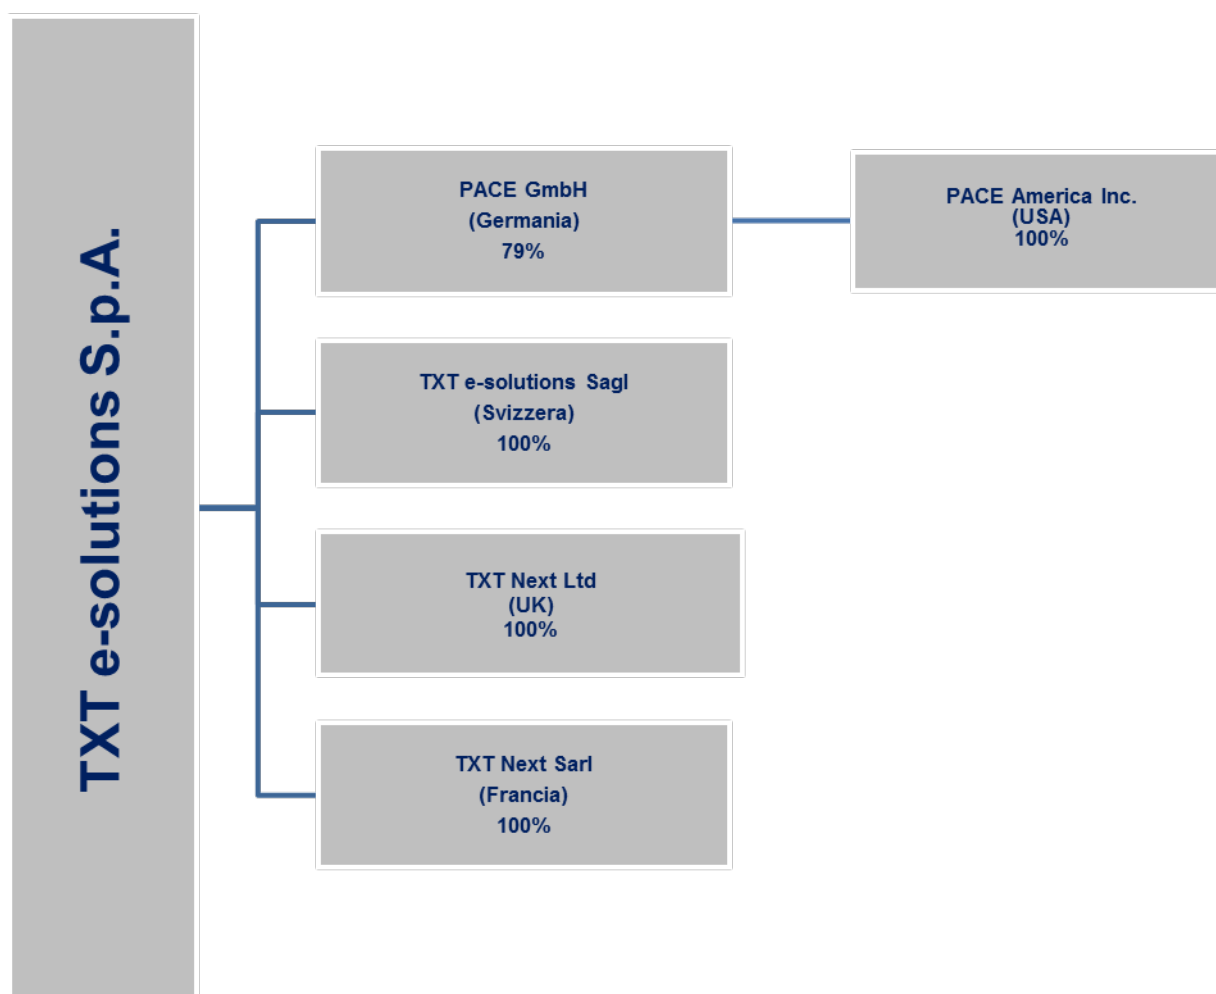 TXT e-solutions S.p.A.
PACE GmbH
(Germania)
79%
PACE America Inc.
(USA)
100%
TXT e-solutions Sagl
(Svizzera)
100%
TXT Next Ltd
(UK)
100%
TXT Next Sarl
(Francia)
100%